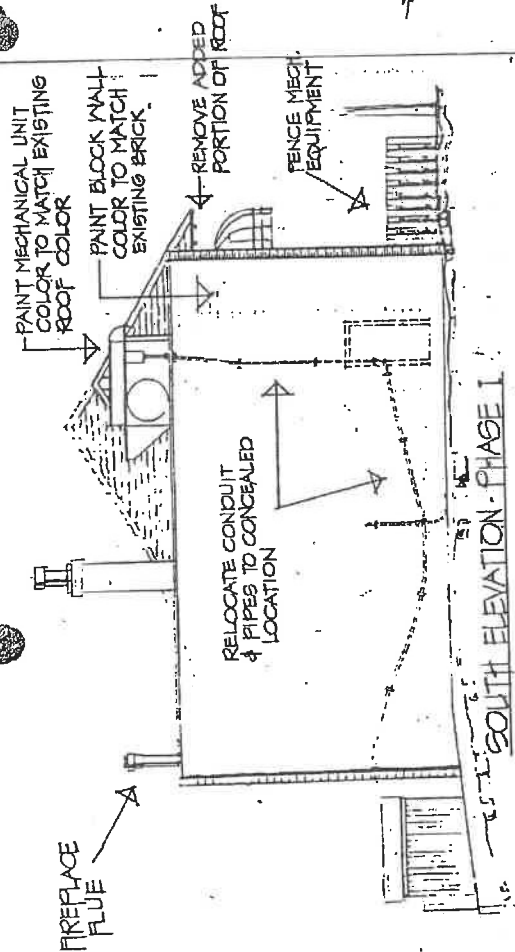 PAINT MECHANICAL UNIT
COLOR TO MATCH EXISTING
ROOF COLOR
PAINT BLOCK WALL
COLOR TO MATCH
EXISTING BRICK
REMOVE ADDED
PORTION OF ROOF
FENCE MECH.
EQUIPMENT
RELOCATE CONDUIT
& PIPES TO CONCEALED
LOCATION
FIREPLACE
FLUE
SOUTH ELEVATION - PHASE I